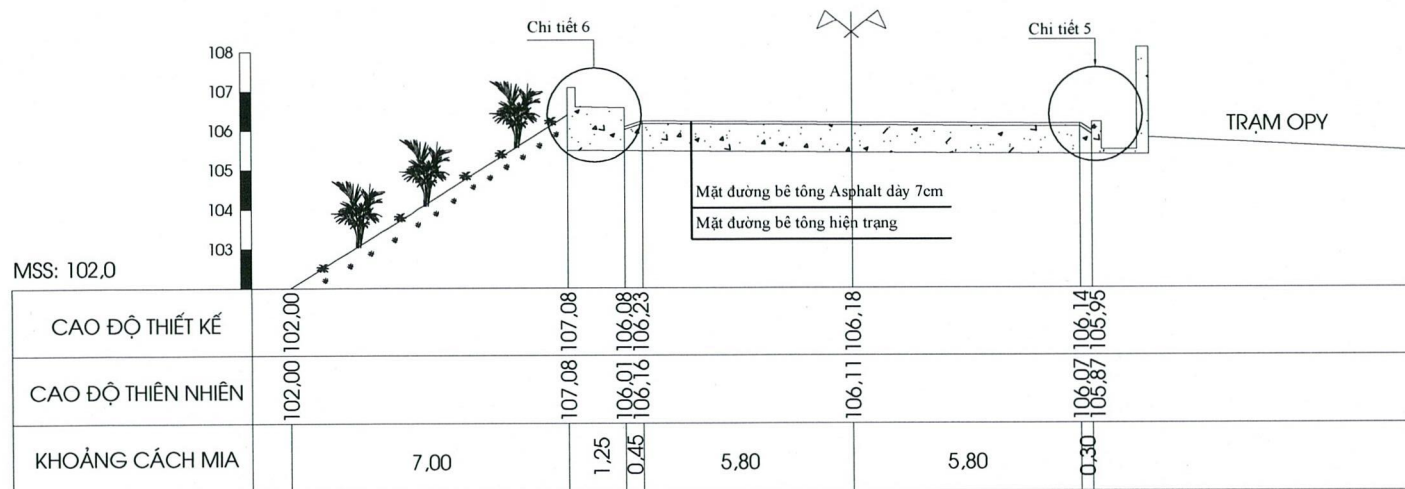 Chi tiết 6
Chi tiết 5
108
107
106
105
104
103
TRẠM OPY
Mặt đường bê tông Asphalt dày 7cm
Mặt đường bê tông hiện trạng
MSS: 102,0
CAO ĐỘ THIẾT KẾ
102,00
107,08
106,08
106,23
106,18
106,14
105,95
CAO ĐỘ THIÊN NHIÊN
102,00
107,08
106,01
106,16
106,11
106,07
105,87
KHOẢNG CÁCH MIA
7,00
1,25
0,45
5,80
5,80
0,30